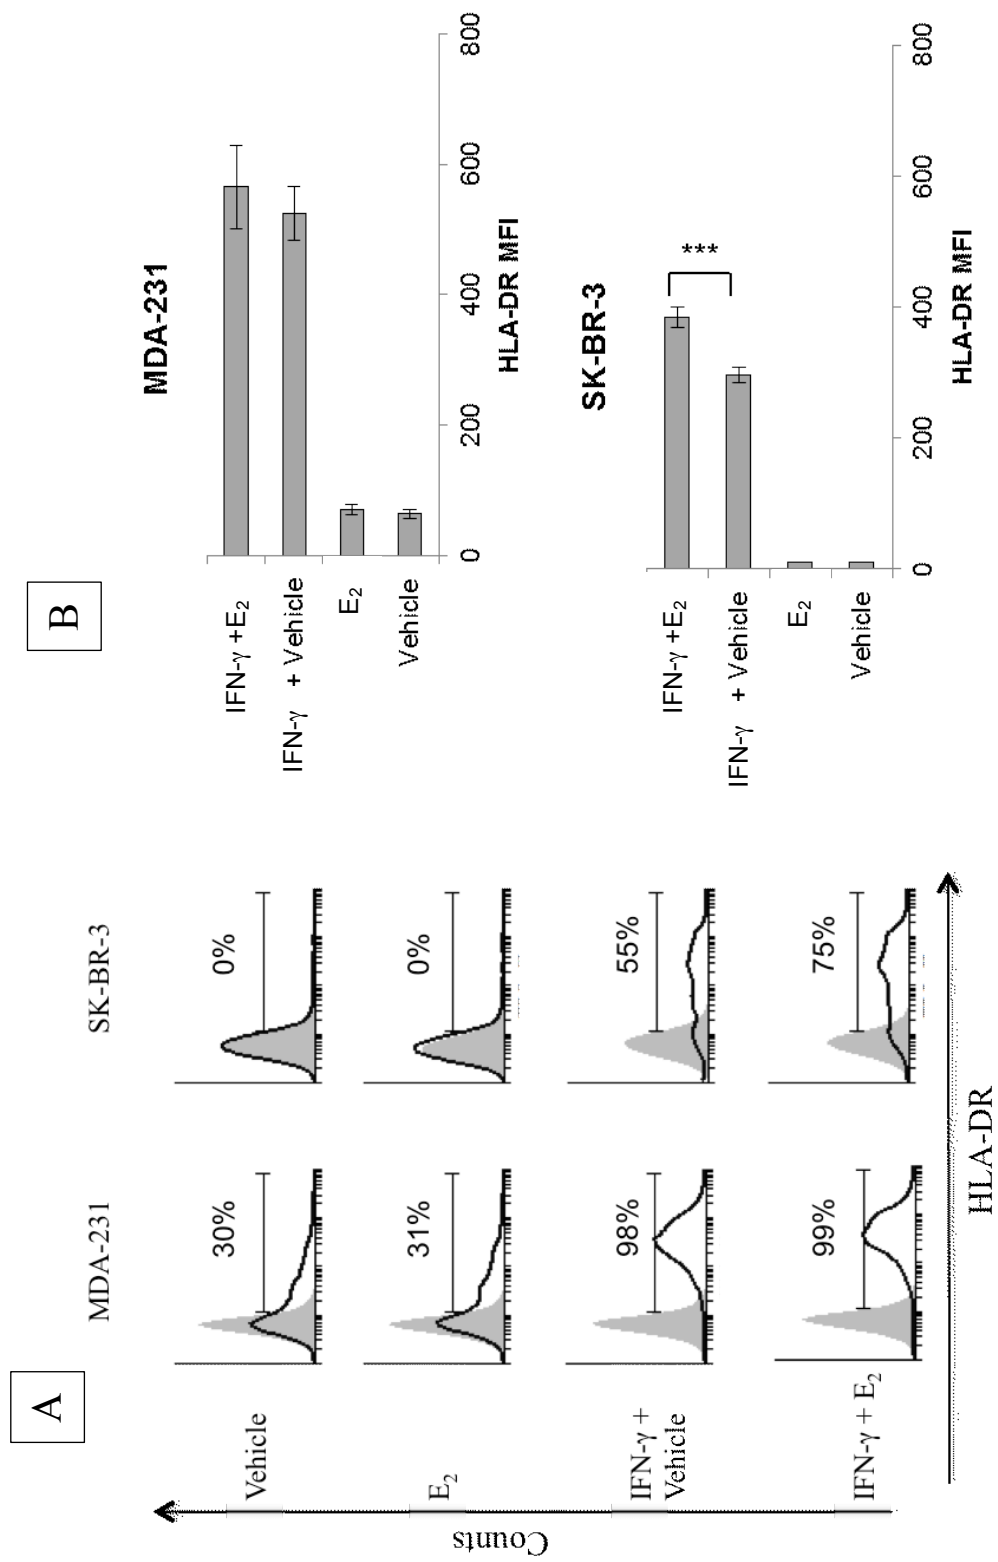 A
MDA-231 SK-BR-3
Vehicle 30% 0%
E2 31% 0%
IFN-γ +
Vehicle 98% 55%
IFN-γ + E2 99% 75%
Counts
HLA-DR
B
MDA-231
IFN-γ +E2
IFN-γ + Vehicle
E2
Vehicle
0 200 400 600 800
HLA-DR MFI
SK-BR-3
IFN-γ +E2
IFN-γ + Vehicle
E2
Vehicle
***
0 200 400 600 800
HLA-DR MFI